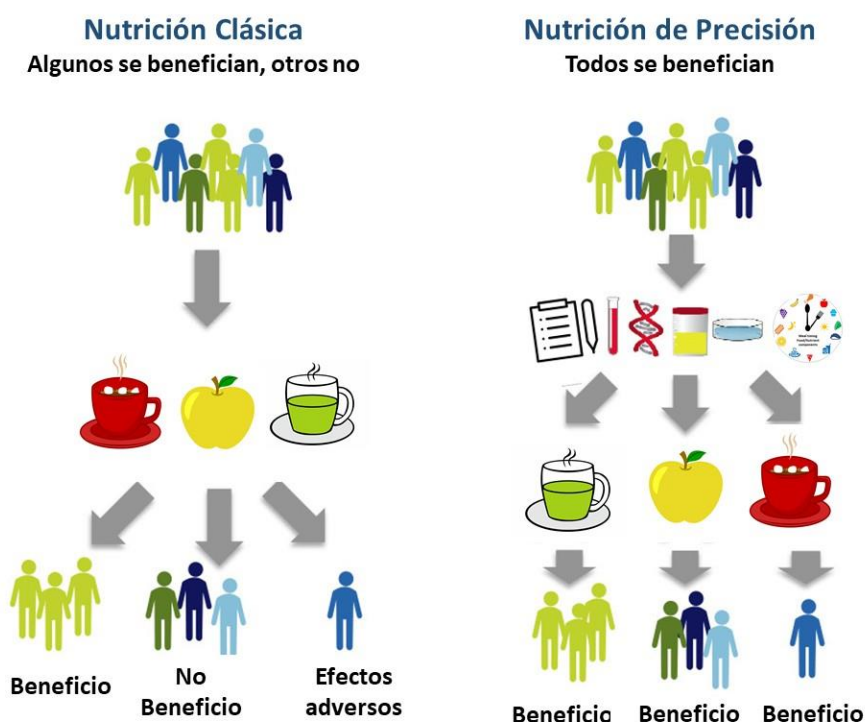 Nutrición Clásica
Algunos se benefician, otros no
Beneficio
No
Beneficio
Efectos
adversos
Nutrición de Precisión
Todos se benefician
Beneficio
Beneficio
Beneficio